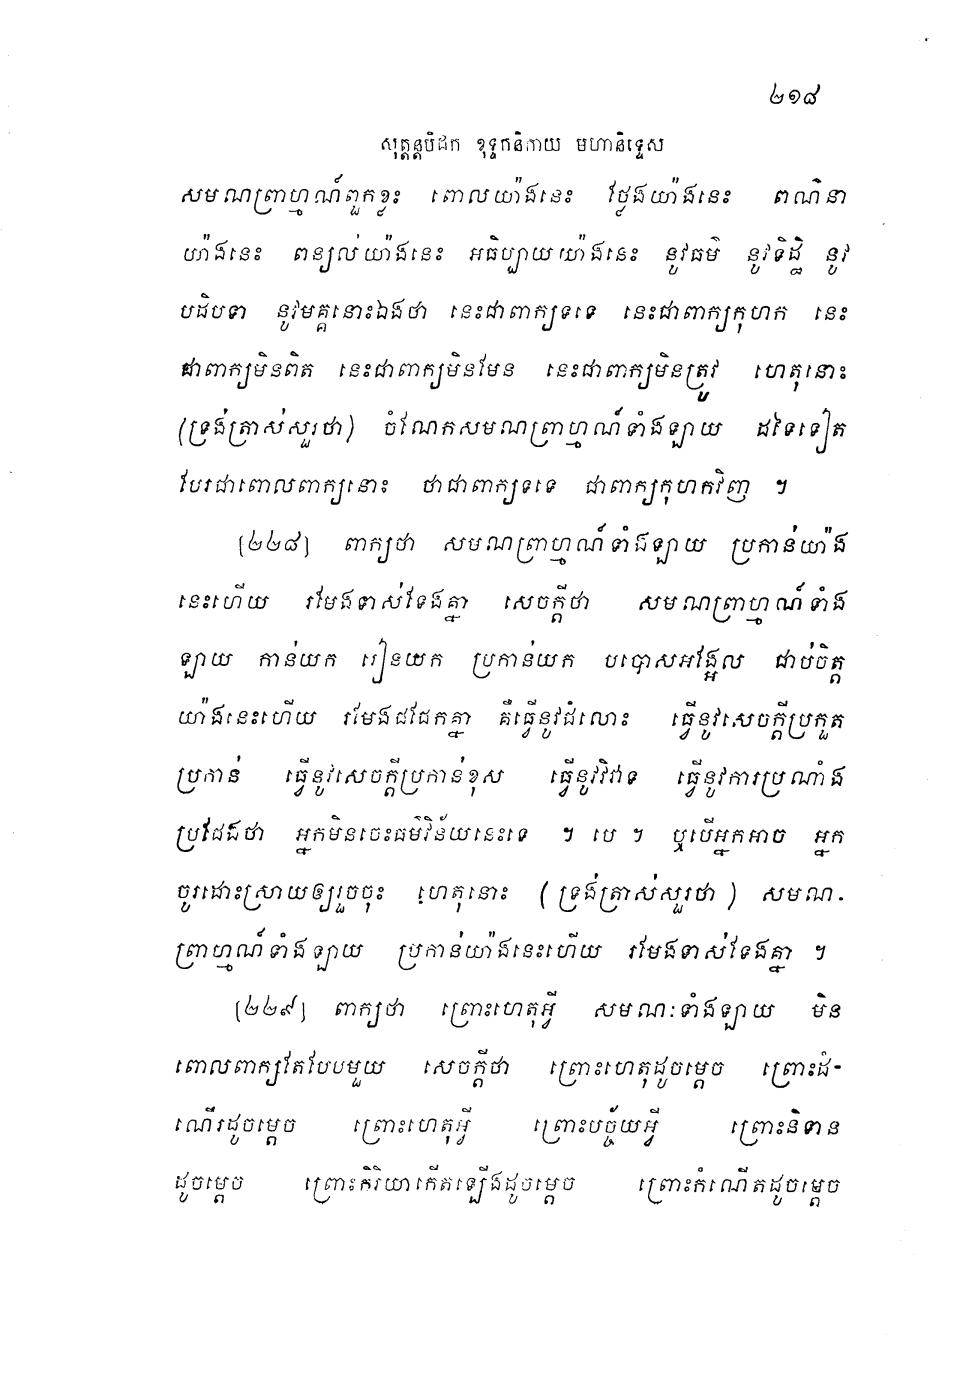 ២១៨
សុត្តន្តបិដក ខុទ្ទកនិកាយ មហានិទ្ទេស
សមណព្រាហ្មណ៍ពួកខ្លះ ពោលយ៉ាងនេះ ថ្លែងយ៉ាងនេះ ពណ៌នា
យ៉ាងនេះ ពន្យល់យ៉ាងនេះ អធិប្បាយយ៉ាងនេះ នូវធម៌ នូវទិដ្ឋិ នូវ
បដិបទា នូវមគ្គនោះឯងថា នេះជាពាក្យទទេ នេះជាពាក្យកុហក នេះ
ជាពាក្យមិនពិត នេះជាពាក្យមិនមែន នេះជាពាក្យមិនត្រូវ ហេតុនោះ
(ទ្រង់ត្រាស់សួរថា) ចំណែកសមណព្រាហ្មណ៍ទាំងឡាយ ដទៃទៀត
បែរជាពោលពាក្យនោះ ថាជាពាក្យទទេ ជាពាក្យកុហកវិញ ។
[២២៨] ពាក្យថា សមណព្រាហ្មណ៍ទាំងឡាយ ប្រកាន់យ៉ាង
នេះហើយ រមែងទាស់ទែងគ្នា សេចក្តីថា សមណព្រាហ្មណ៍ទាំង
ឡាយ កាន់យក រៀនយក ប្រកាន់យក បបោសអង្អែល ជាប់ចិត្ត
យ៉ាងនេះហើយ រមែងជជែកគ្នា គឺធ្វើនូវជំលោះ ធ្វើនូវសេចក្តីប្រកួត
ប្រកាន់ ធ្វើនូវសេចក្តីប្រកាន់ខុស ធ្វើនូវវិវាទ ធ្វើនូវការប្រណាំង
ប្រជែងថា អ្នកមិនចេះធម៌វិន័យនេះទេ ។ បេ ។ ឬបើអ្នកអាច អ្នក
ចូរដោះស្រាយឲ្យរួចចុះ ហេតុនោះ (ទ្រង់ត្រាស់សួរថា) សមណ-
ព្រាហ្មណ៍ទាំងឡាយ ប្រកាន់យ៉ាងនេះហើយ រមែងទាស់ទែងគ្នា ។
[២២៩] ពាក្យថា ព្រោះហេតុអ្វី សមណៈទាំងឡាយ មិន
ពោលពាក្យតែបែបមួយ សេចក្តីថា ព្រោះហេតុដូចម្តេច ព្រោះដំ-
ណើរដូចម្តេច ព្រោះហេតុអ្វី ព្រោះបច្ច័យអ្វី ព្រោះនិទាន
ដូចម្តេច ព្រោះកិរិយាកើតឡើងដូចម្តេច ព្រោះកំណើតដូចម្តេច